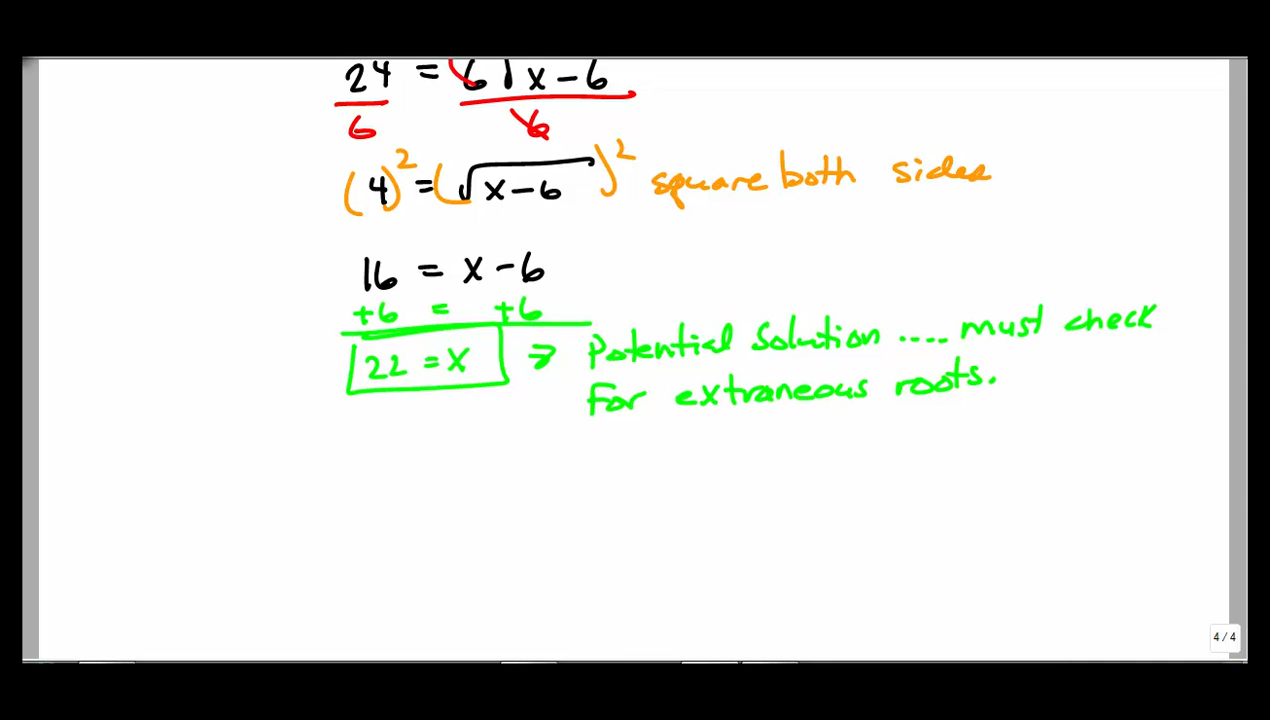 24 = 6√x-6
6 6
(4)² = (√x-6)² square both sides
16 = x-6
+6 = +6
22 = x ⇒ Potential solution .... must check
for extraneous roots.
4 / 4